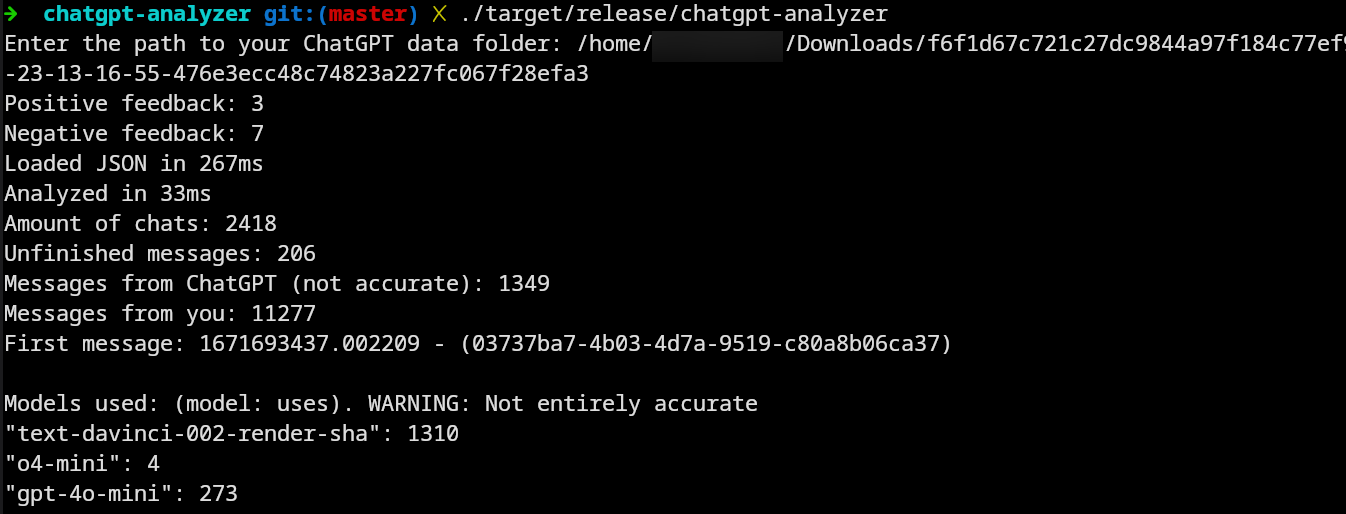 ➜ chatgpt-analyzer git:(master) ✗ ./target/release/chatgpt-analyzer
Enter the path to your ChatGPT data folder: /home/ /Downloads/f6f1d67c721c27dc9844a97f184c77ef9
-23-13-16-55-476e3ecc48c74823a227fc067f28efa3
Positive feedback: 3
Negative feedback: 7
Loaded JSON in 267ms
Analyzed in 33ms
Amount of chats: 2418
Unfinished messages: 206
Messages from ChatGPT (not accurate): 1349
Messages from you: 11277
First message: 1671693437.002209 - (03737ba7-4b03-4d7a-9519-c80a8b06ca37)
Models used: (model: uses). WARNING: Not entirely accurate
"text-davinci-002-render-sha": 1310
"o4-mini": 4
"gpt-4o-mini": 273